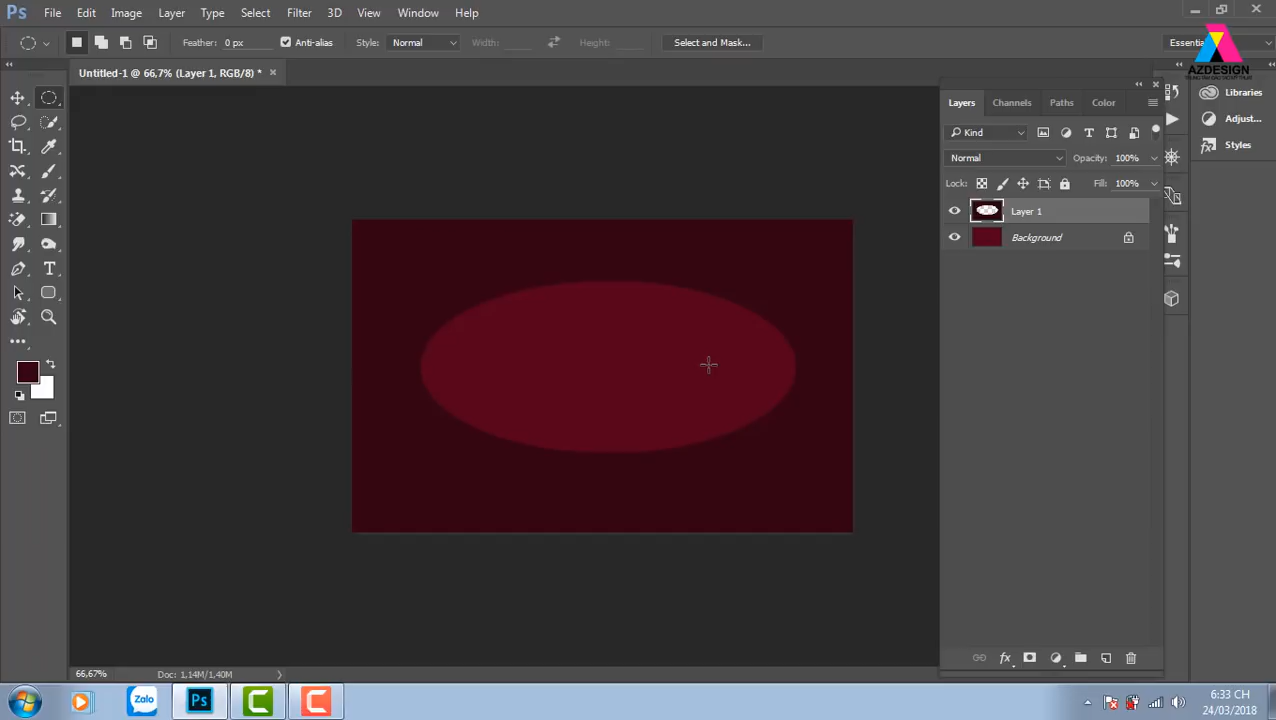 Ps File Edit Image Layer Type Select Filter 3D View Window Help
Feather: 0 px Anti-alias Style: Normal Width: Height: Select and Mask... Essentia
AZDESIGN
Untitled-1 @ 66,7% (Layer 1, RGB/8) *
Layers Channels Paths Color
Libraries
Adjust...
Styles
Kind
Normal Opacity: 100%
Lock: Fill: 100%
Layer 1
Background
66,67% Doc: 1,14M/1,40M
Zalo Ps
6:33 CH
24/03/2018